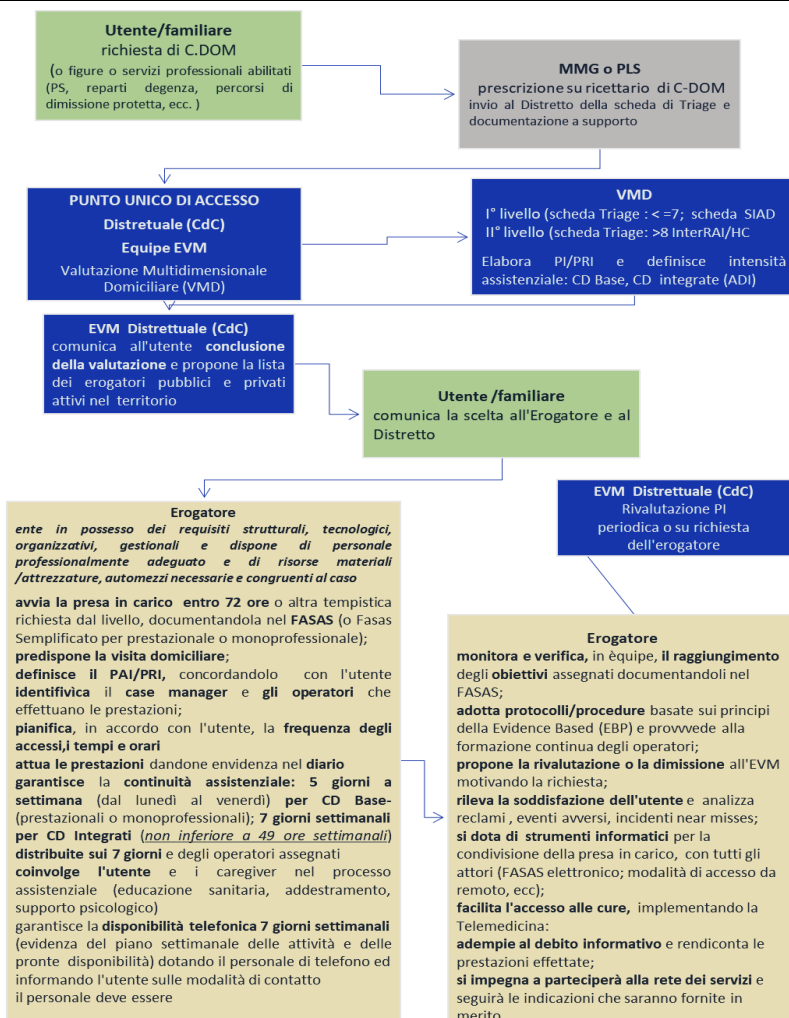 Utente/familiare
richiesta di C.DOM
(o figure o servizi professionali abilitati
(PS, reparti degenza, percorsi di
dimissione protetta, ecc. )
MMG o PLS
prescrizione su ricettario di C-DOM
invio al Distretto della scheda di Triage e
documentazione a supporto
PUNTO UNICO DI ACCESSO
Distretuale (CdC)
Equipe EVM
Valutazione Multidimensionale
Domiciliare (VMD)
VMD
I° livello (scheda Triage : < =7; scheda SIAD
II° livello (scheda Triage: >8 InterRAI/HC
Elabora PI/PRI e definisce intensità
assistenziale: CD Base, CD integrate (ADI)
EVM Distrettuale (CdC)
comunica all'utente conclusione
della valutazione e propone la lista
dei erogatori pubblici e privati
attivi nel territorio
Utente /familiare
comunica la scelta all'Erogatore e al
Distretto
EVM Distrettuale (CdC)
Rivalutazione PI
periodica o su richiesta
dell'erogatore
Erogatore
ente in possesso dei requisiti strutturali, tecnologici,
organizzativi, gestionali e dispone di personale
professionalmente adeguato e di risorse materiali
/attrezzature, automezzi necessarie e congruenti al caso
avvia la presa in carico entro 72 ore o altra tempistica
richiesta dal livello, documentandola nel FASAS (o Fasas
Semplificato per prestazionale o monoprofessionale);
predispone la visita domiciliare;
definisce il PAI/PRI, concordandolo con l'utente
identifivìca il case manager e gli operatori che
effettuano le prestazioni;
pianifica, in accordo con l'utente, la frequenza degli
accessi,i tempi e orari
attua le prestazioni dandone envidenza nel diario
garantisce la continuità assistenziale: 5 giorni a
settimana (dal lunedì al venerdì) per CD Base-
(prestazionali o monoprofessionali); 7 giorni settimanali
per CD Integrati (non inferiore a 49 ore settimanali)
distribuite sui 7 giorni e degli operatori assegnati
coinvolge l'utente e i caregiver nel processo
assistenziale (educazione sanitaria, addestramento,
supporto psicologico)
garantisce la disponibilità telefonica 7 giorni settimanali
(evidenza del piano settimanale delle attività e delle
pronte disponibilità) dotando il personale di telefono ed
informando l'utente sulle modalità di contatto
il personale deve essere
Erogatore
monitora e verifica, in èquipe, il raggiungimento
degli obiettivi assegnati documentandoli nel
FASAS;
adotta protocolli/procedure basate sui principi
della Evidence Based (EBP) e provvvede alla
formazione continua degli operatori;
propone la rivalutazione o la dimissione all'EVM
motivando la richiesta;
rileva la soddisfazione dell'utente e analizza
reclami , eventi avversi, incidenti near misses;
si dota di strumenti informatici per la
condivisione della presa in carico, con tutti gli
attori (FASAS elettronico; modalità di accesso da
remoto, ecc);
facilita l'accesso alle cure, implementando la
Telemedicina:
adempie al debito informativo e rendiconta le
prestazioni effettate;
si impegna a parteciperà alla rete dei servizi e
seguirà le indicazioni che saranno fornite in
merito